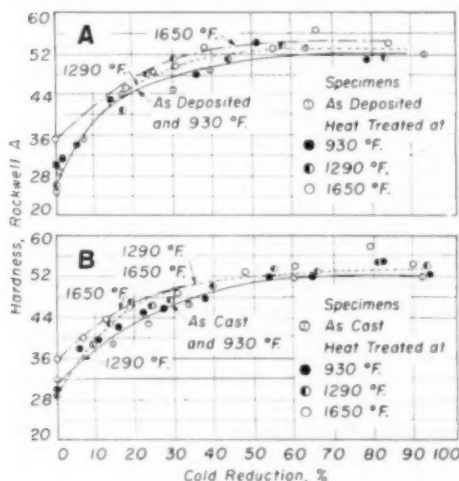 A
1650 °F.
1290 °F.
As Deposited
and 930 °F.
Specimens
As Deposited
Heat Treated at
930 °F.
1290 °F.
1650 °F.
60
52
44
36
28
20
B
1290 °F.
1650 °F.
1650 °F.
As Cast
and 930 °F.
1290 °F.
Specimens
As Cast
Heat Treated at
930 °F.
1290 °F.
1650 °F.
60
52
44
36
28
20
Hardness, Rockwell A
0 10 20 30 40 50 60 70 80 90 100
Cold Reduction, %